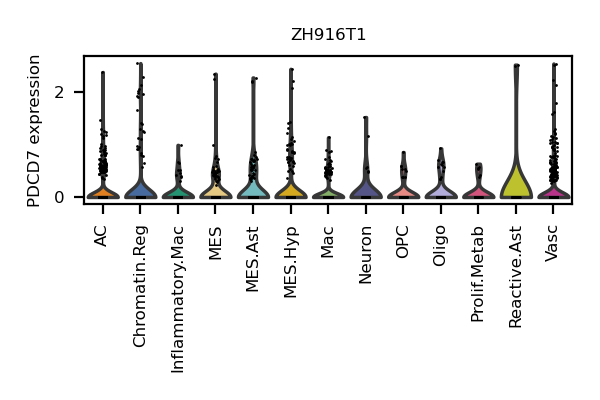 ZH916T1
PDCD7 expression
2
0
AC
Chromatin.Reg
Inflammatory.Mac
MES
MES.Ast
MES.Hyp
Mac
Neuron
OPC
Oligo
Prolif.Metab
Reactive.Ast
Vasc